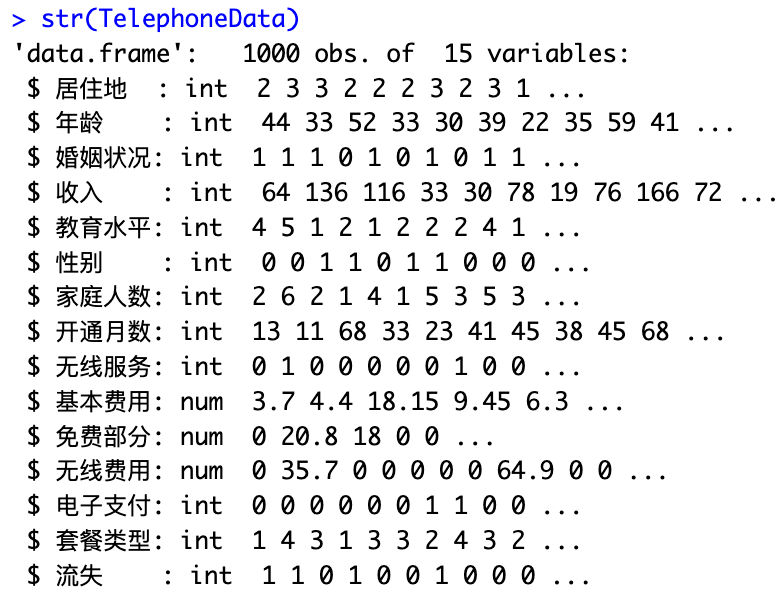 > str(TelephoneData)
'data.frame':   1000 obs. of  15 variables:
 $ 居住地  : int  2 3 3 2 2 2 3 2 3 1 ...
 $ 年龄    : int  44 33 52 33 30 39 22 35 59 41 ...
 $ 婚姻状况: int  1 1 1 0 1 0 1 0 1 1 ...
 $ 收入    : int  64 136 116 33 30 78 19 76 166 72 ...
 $ 教育水平: int  4 5 1 2 1 2 2 2 4 1 ...
 $ 性别    : int  0 0 1 1 0 1 1 0 0 0 ...
 $ 家庭人数: int  2 6 2 1 4 1 5 3 5 3 ...
 $ 开通月数: int  13 11 68 33 23 41 45 38 45 68 ...
 $ 无线服务: int  0 1 0 0 0 0 0 1 0 0 ...
 $ 基本费用: num  3.7 4.4 18.15 9.45 6.3 ...
 $ 免费部分: num  0 20.8 18 0 0 ...
 $ 无线费用: num  0 35.7 0 0 0 0 0 64.9 0 0 ...
 $ 电子支付: int  0 0 0 0 0 0 1 1 0 0 ...
 $ 套餐类型: int  1 4 3 1 3 3 2 4 3 2 ...
 $ 流失    : int  1 1 0 1 0 0 1 0 0 0 ...